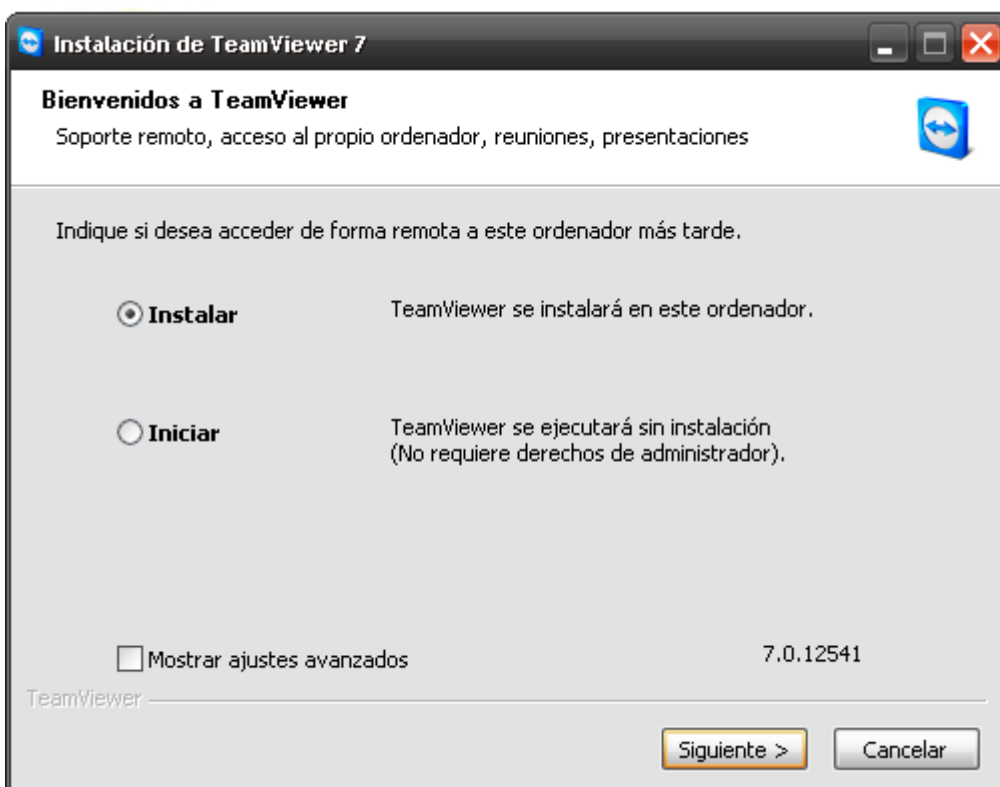 Instalación de TeamViewer 7
Bienvenidos a TeamViewer
Soporte remoto, acceso al propio ordenador, reuniones, presentaciones
Indique si desea acceder de forma remota a este ordenador más tarde.
Instalar
TeamViewer se instalará en este ordenador.
Iniciar
TeamViewer se ejecutará sin instalación
(No requiere derechos de administrador).
Mostrar ajustes avanzados
7.0.12541
TeamViewer
Siguiente >
Cancelar